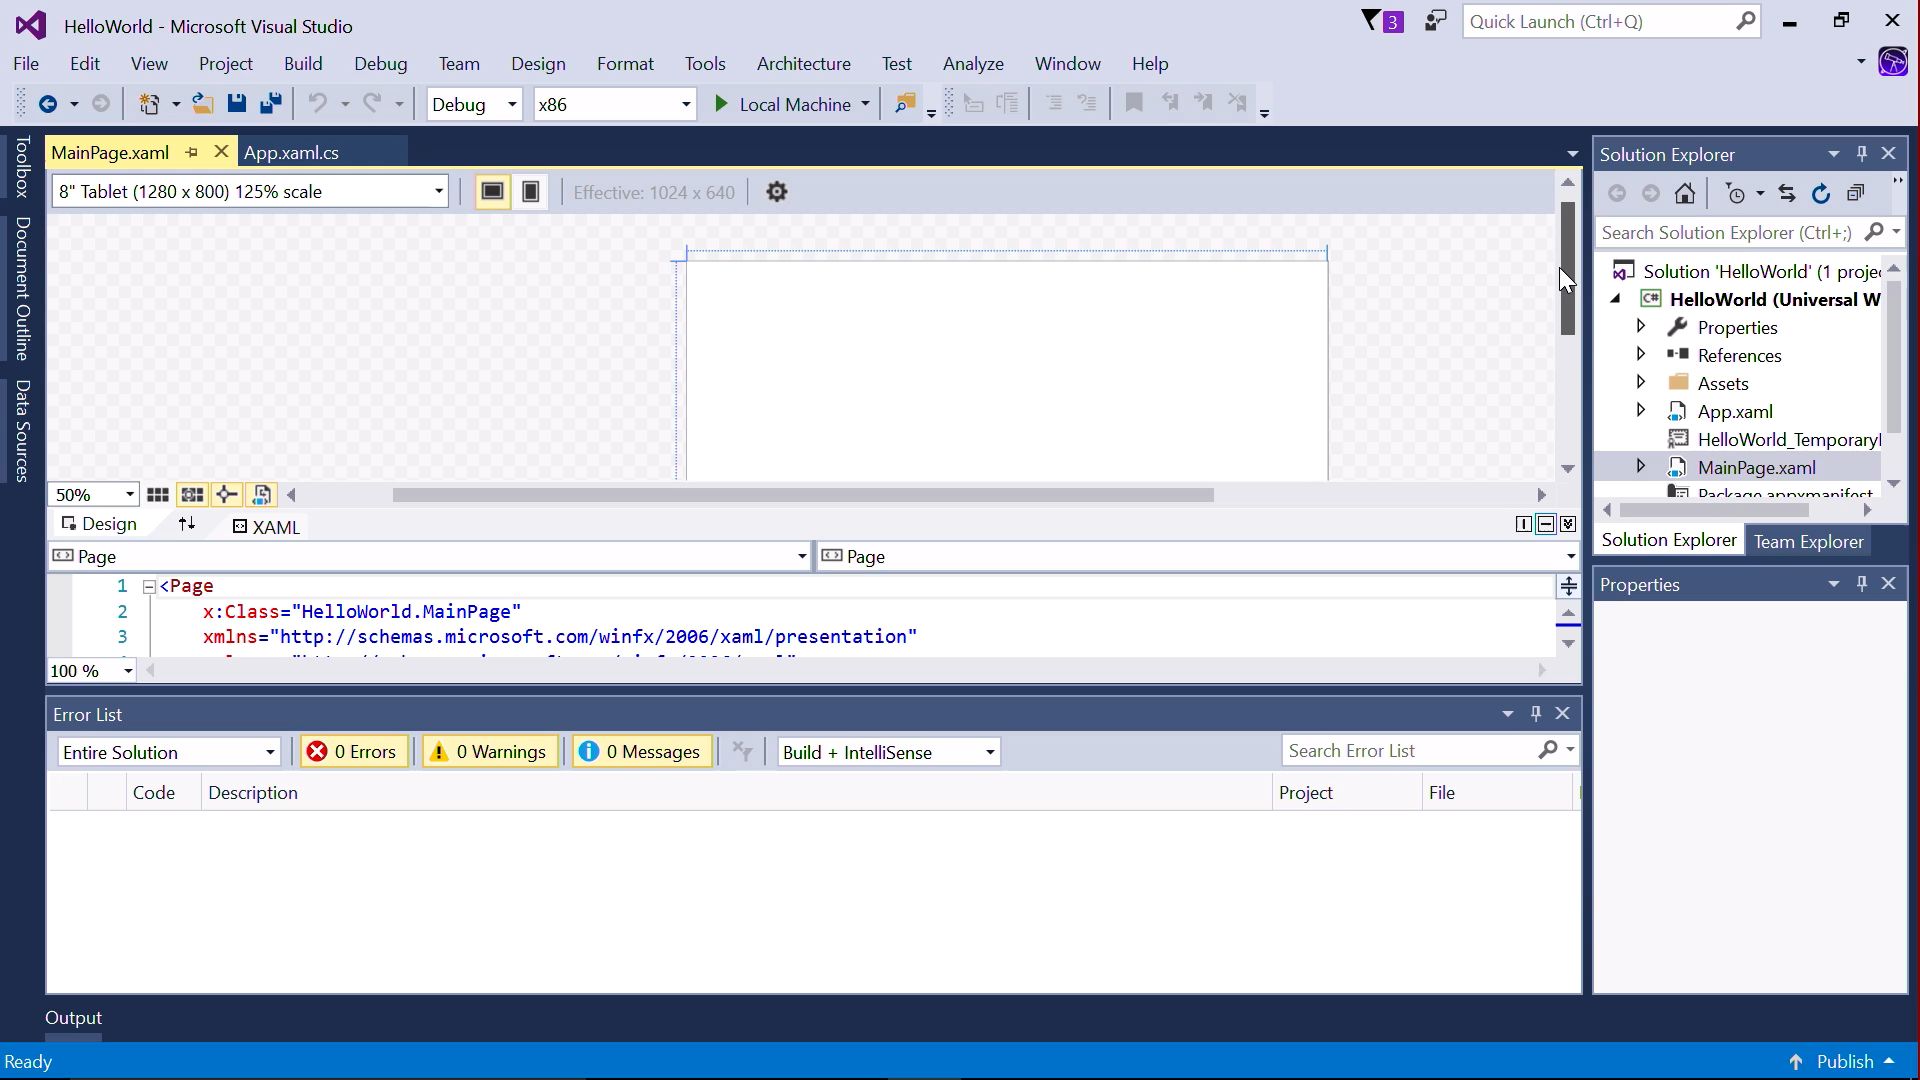 HelloWorld - Microsoft Visual Studio
3
Quick Launch (Ctrl+Q)
File Edit View Project Build Debug Team Design Format Tools Architecture Test Analyze Window Help
Debug x86 Local Machine
Toolbox
Document Outline
Data Sources
MainPage.xaml App.xaml.cs
8" Tablet (1280 x 800) 125% scale Effective: 1024 x 640
50%
Design XAML
Page Page
1 <Page
2 x:Class="HelloWorld.MainPage"
3 xmlns="http://schemas.microsoft.com/winfx/2006/xaml/presentation"
100 %
Error List
Entire Solution 0 Errors 0 Warnings 0 Messages Build + IntelliSense Search Error List
Code Description Project File
Output
Solution Explorer
Search Solution Explorer (Ctrl+;)
Solution 'HelloWorld' (1 projec
C# HelloWorld (Universal W
Properties
References
Assets
App.xaml
HelloWorld_Temporary
MainPage.xaml
Package.appxmanifest
Solution Explorer Team Explorer
Properties
Ready Publish